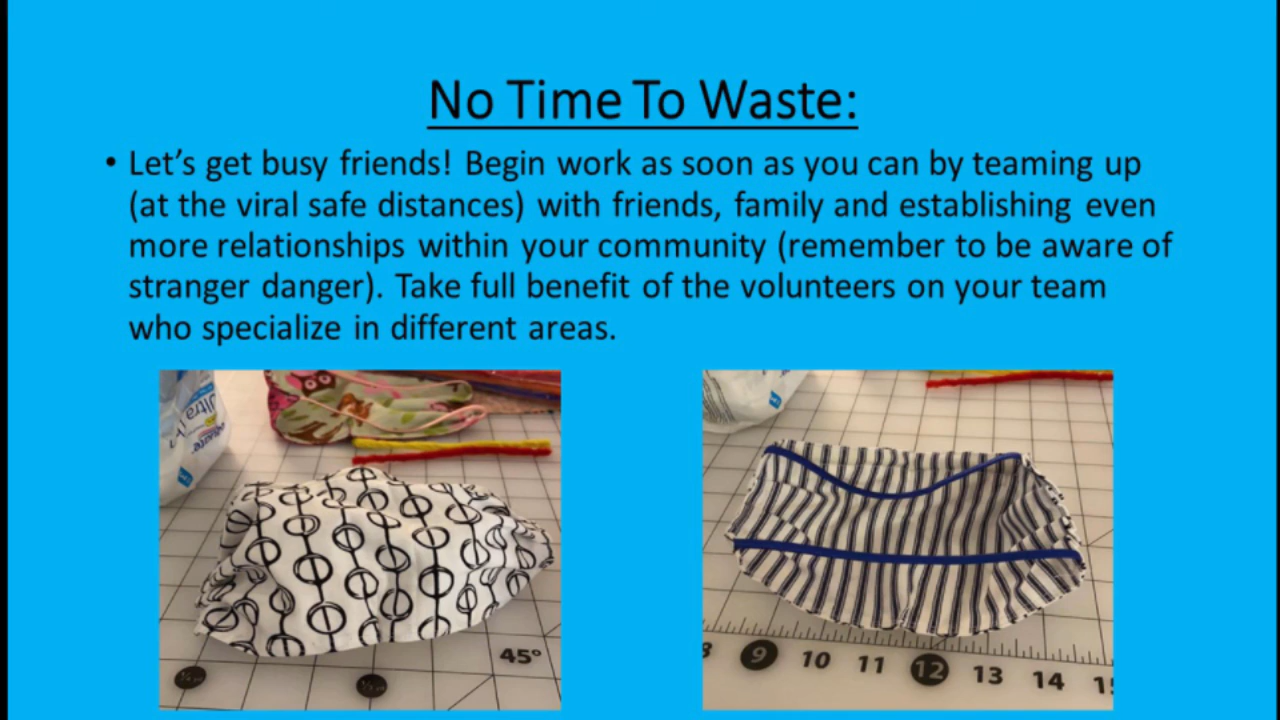 No Time To Waste:
• Let's get busy friends! Begin work as soon as you can by teaming up
(at the viral safe distances) with friends, family and establishing even
more relationships within your community (remember to be aware of
stranger danger). Take full benefit of the volunteers on your team
who specialize in different areas.
Ultra
45°
9 10 11 12 13 14